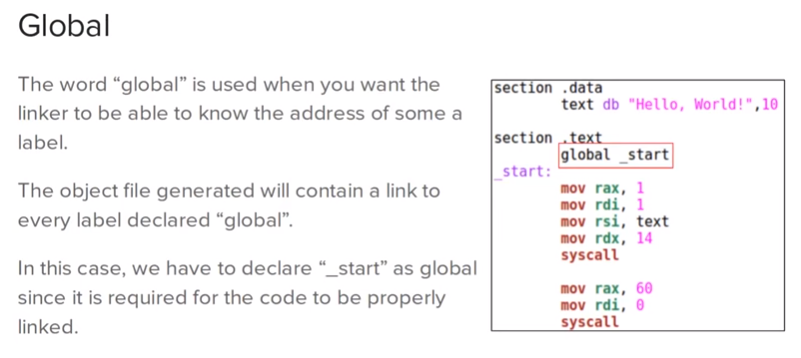 Global
The word “global” is used when you want the
linker to be able to know the address of some a
label.
The object file generated will contain a link to
every label declared “global”.
In this case, we have to declare “_start” as global
since it is required for the code to be properly
linked.
section .data
text db "Hello, World!",10
section .text
global _start
_start:
mov rax, 1
mov rdi, 1
mov rsi, text
mov rdx, 14
syscall
mov rax, 60
mov rdi, 0
syscall